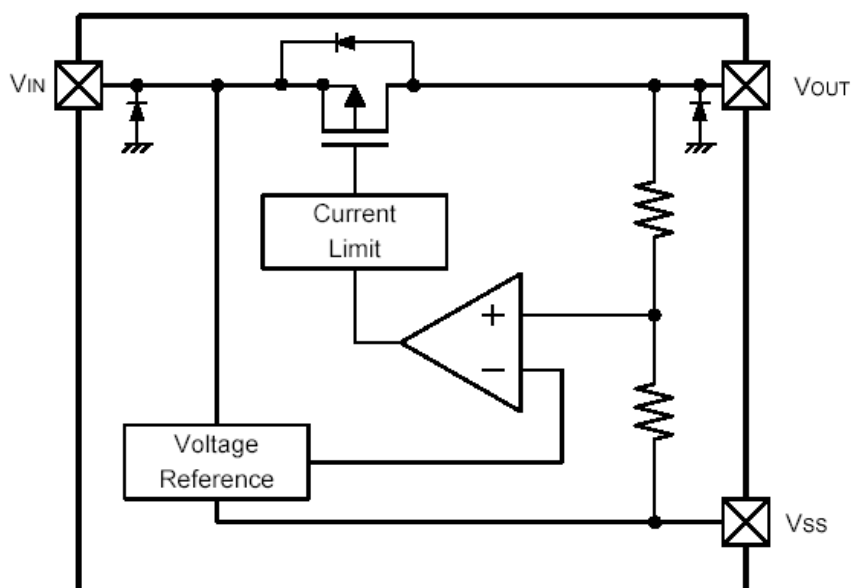 VIN
VOUT
Current
Limit
+
−
Voltage
Reference
VSS